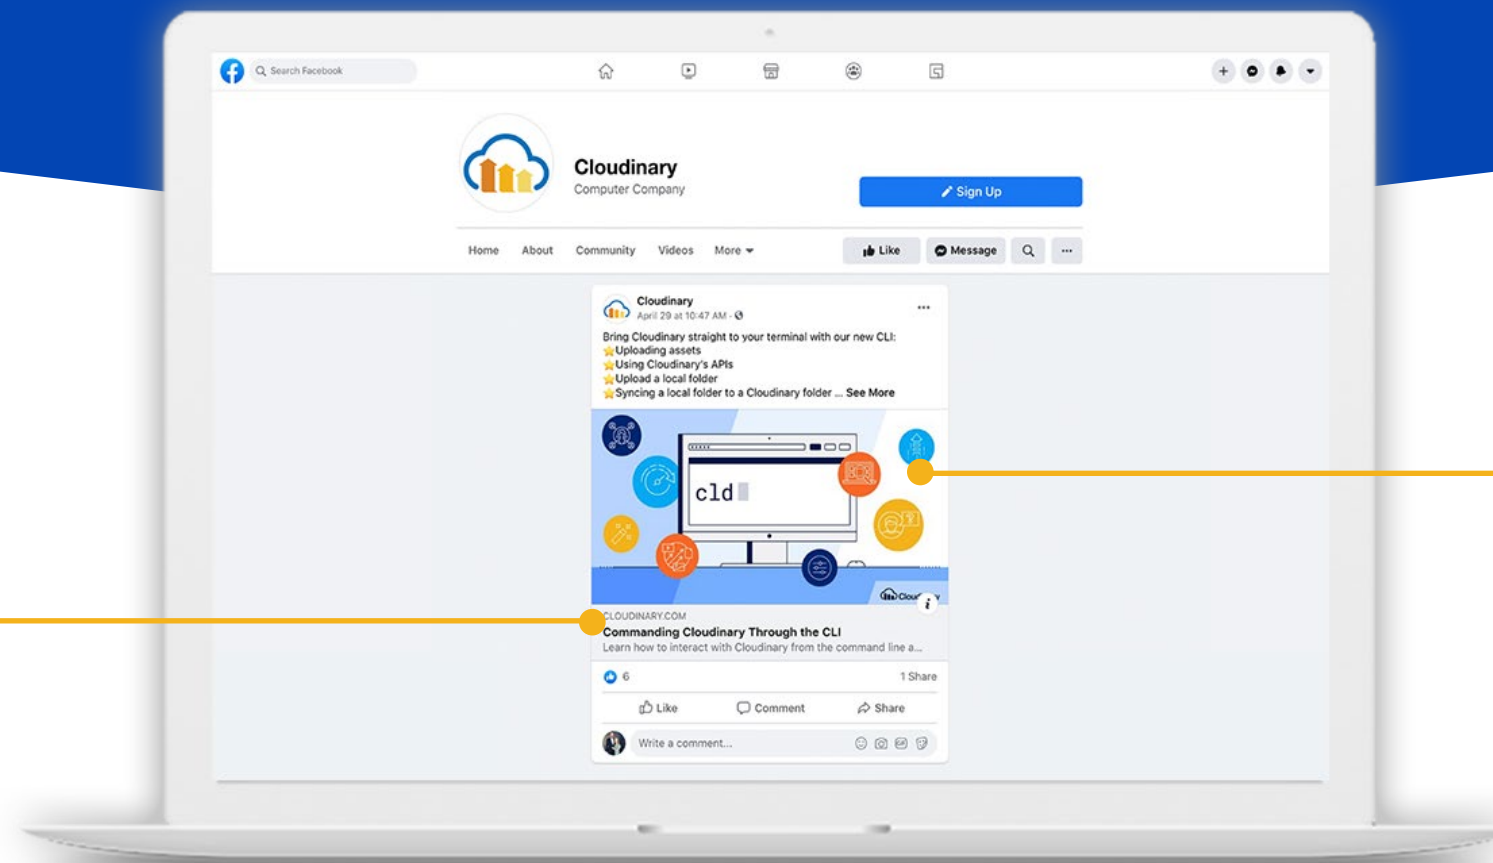 Search Facebook
Cloudinary
Computer Company
Sign Up
Home About Community Videos More
Like Message
Cloudinary
April 29 at 10:47 AM ·
Bring Cloudinary straight to your terminal with our new CLI:
⭐Uploading assets
⭐Using Cloudinary's APIs
⭐Upload a local folder
⭐Syncing a local folder to a Cloudinary folder ... See More
cld
CLOUDINARY.COM
Commanding Cloudinary Through the CLI
Learn how to interact with Cloudinary from the command line a...
6 1 Share
Like Comment Share
Write a comment...